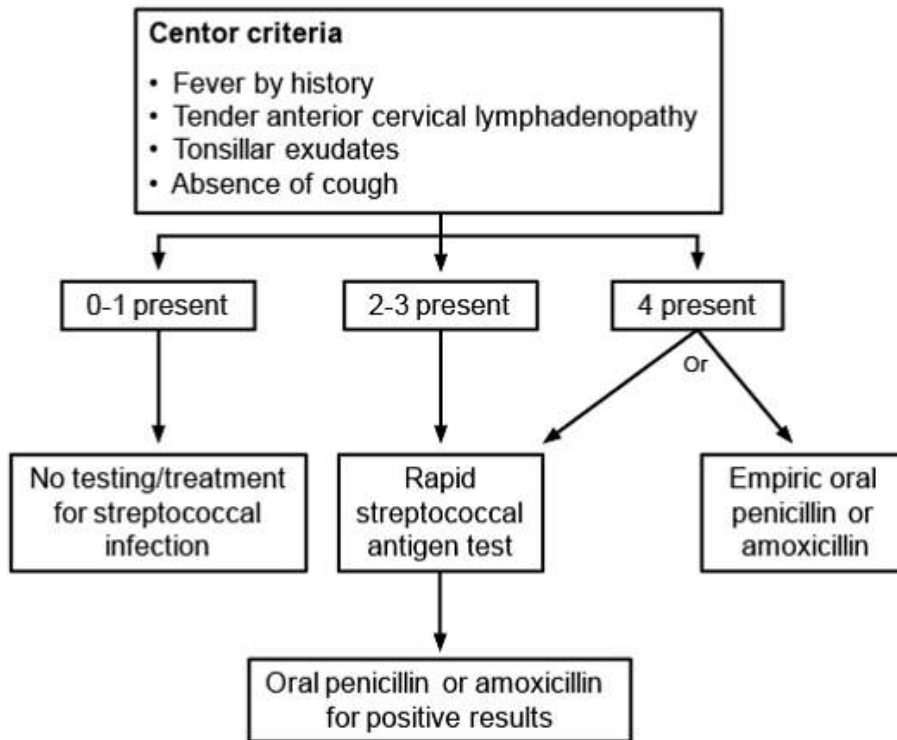 Centor criteria
• Fever by history
• Tender anterior cervical lymphadenopathy
• Tonsillar exudates
• Absence of cough
0-1 present
2-3 present
4 present
Or
No testing/treatment
for streptococcal
infection
Rapid
streptococcal
antigen test
Empiric oral
penicillin or
amoxicillin
Oral penicillin or amoxicillin
for positive results